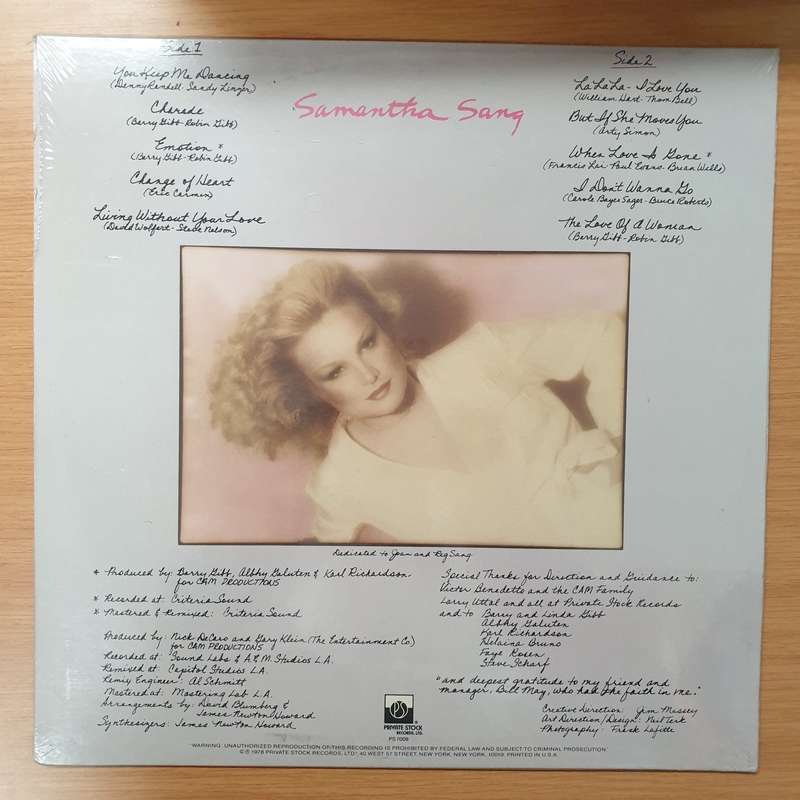 Side 1
You Keep Me Dancing
(Denny Randell-Sandy Linzer)
Charade
(Barry Gibb-Robin Gibb)
Emotion *
(Barry Gibb-Robin Gibb)
Change of Heart
(Eric Carmen)
Living Without Your Love
(David Wolfert-Steve Nelson)
Samantha Sang
Side 2
La La La - I Love You
(William Hart-Thom Bell)
But If She Moves You
(Arty Simon)
When Love Is Gone *
(Francis Lai-Paul Evans-Brian Wells)
I Don't Wanna Go
(Carole Bayer Sager-Bruce Roberts)
The Love Of A Woman
(Barry Gibb-Robin Gibb)
Dedicated to Joan and Reg Sang
* Produced by: Barry Gibb, Albhy Galuten & Karl Richardson
for CAM PRODUCTIONS
* Recorded at: Criteria Sound
* Mastered & Remixed: Criteria Sound
Produced by: Nick DeCaro and Gary Klein (The Entertainment Co)
for CAM PRODUCTIONS
Recorded at: Sound Labs & A&M Studios L.A.
Remixed at: Capitol Studios L.A.
Remix Engineer: Al Schmitt
Mastered at: Mastering Lab L.A.
Arrangements by: David Blumberg &
James Newton Howard
Synthesizers: James Newton Howard
Special Thanks for Direction and Guidance to:
Victor Benedetto and the CAM Family
Larry Uttal and all at Private Stock Records
and to Barry and Linda Gibb
Albhy Galuten
Karl Richardson
Helaina Bruno
Faye Rosen
Steve Scharf
"and deepest gratitude to my friend and
manager, Bill May, who had the faith in me."
Creative Direction: Jim Massey
Art Direction/Design: Neil Terk
Photography: Frank Lafitte
PS
PRIVATE STOCK
RECORDS, LTD.
PS 7009
"WARNING: UNAUTHORIZED REPRODUCTION OF THIS RECORDING IS PROHIBITED BY FEDERAL LAW AND SUBJECT TO CRIMINAL PROSECUTION"
© ℗ 1978 PRIVATE STOCK RECORDS, LTD., 40 WEST 57 STREET, NEW YORK, NEW YORK, 10019. PRINTED IN U.S.A.